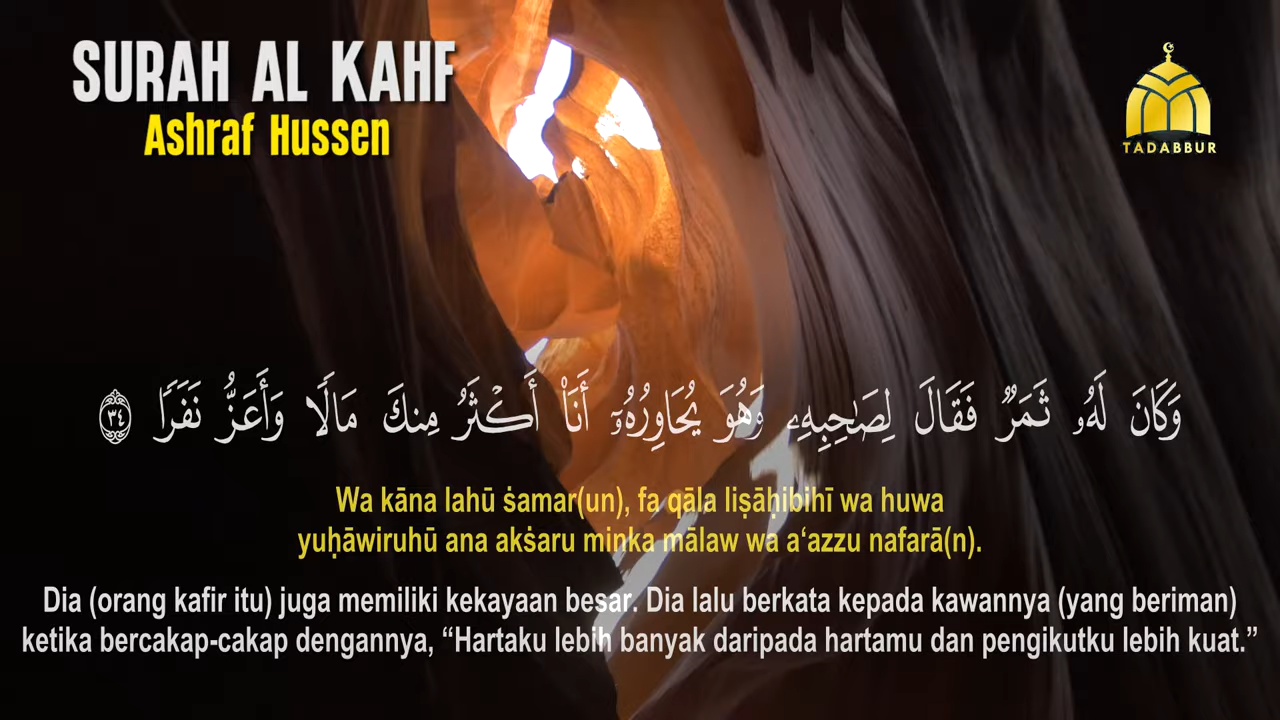 SURAH AL KAHF
Ashraf Hussen
TADABBUR
وَكَانَ لَهُۥ ثَمَرٌ فَقَالَ لِصَـٰحِبِهِۦ وَهُوَ يُحَاوِرُهُۥٓ أَنَا۠ أَكْثَرُ مِنكَ مَالًا وَأَعَزُّ نَفَرًا ٣٤
Wa kāna lahū ṡamar(un), fa qāla liṣāḥibihī wa huwa
yuḥāwiruhū ana akṡaru minka mālaw wa a‘azzu nafarā(n).
Dia (orang kafir itu) juga memiliki kekayaan besar. Dia lalu berkata kepada kawannya (yang beriman)
ketika bercakap-cakap dengannya, “Hartaku lebih banyak daripada hartamu dan pengikutku lebih kuat.”